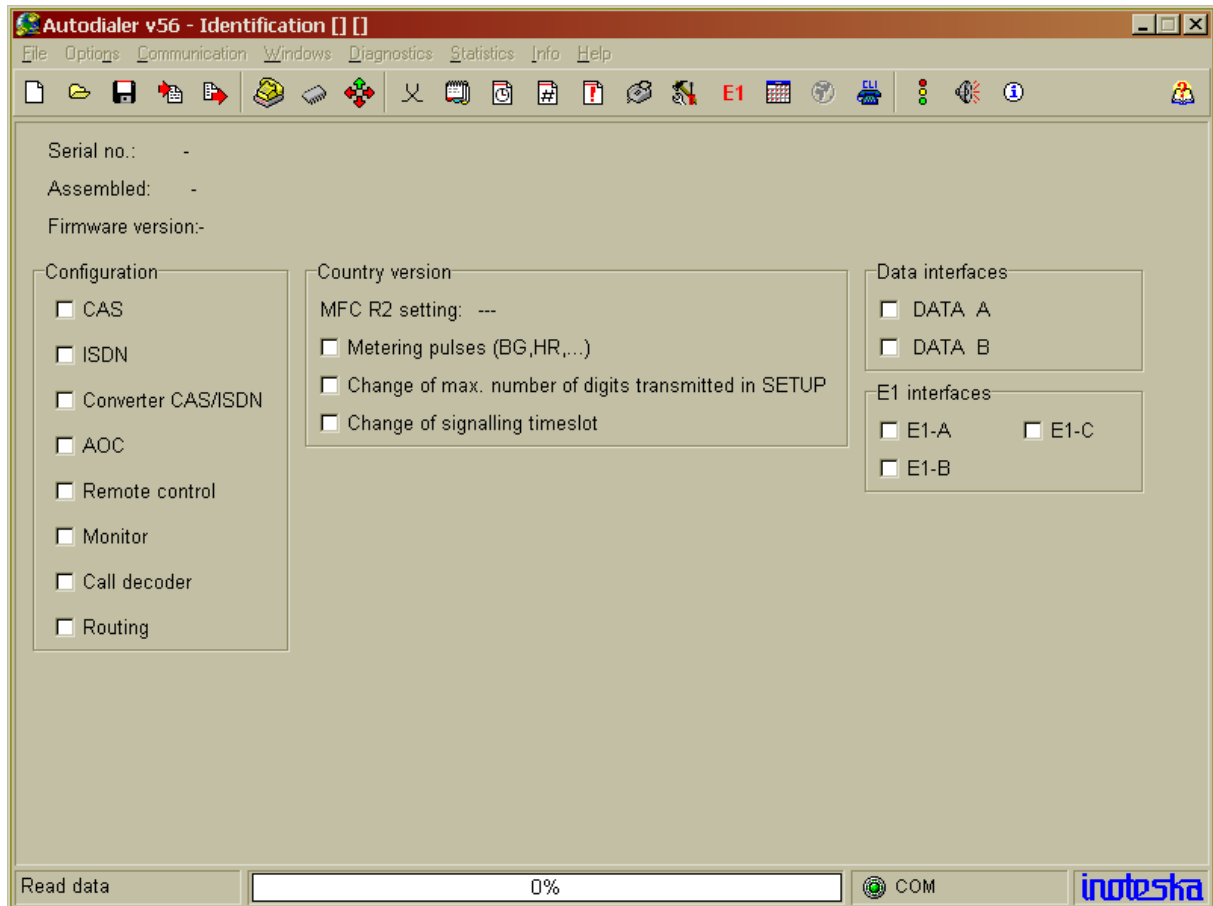 Autodialer v56 - Identification [] []
File Options Communication Windows Diagnostics Statistics Info Help
E1 CLI
Serial no.: -
Assembled: -
Firmware version:-
Configuration
CAS
ISDN
Converter CAS/ISDN
AOC
Remote control
Monitor
Call decoder
Routing
Country version
MFC R2 setting: ---
Metering pulses (BG,HR,...)
Change of max. number of digits transmitted in SETUP
Change of signalling timeslot
Data interfaces
DATA A
DATA B
E1 interfaces
E1-A E1-C
E1-B
Read data 0% COM inoteska